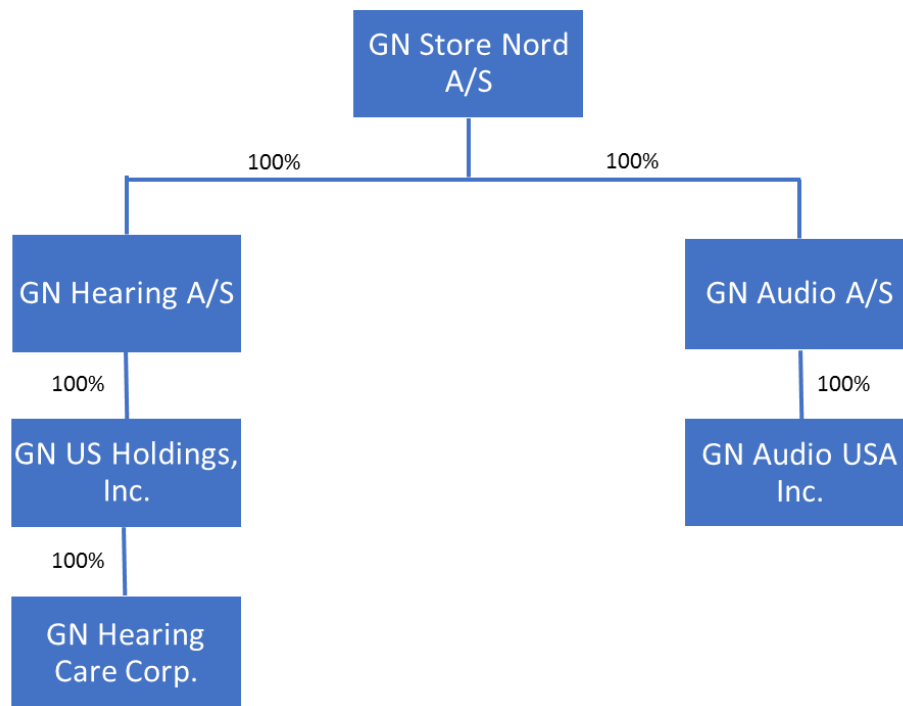 GN Store Nord
A/S
100%
100%
GN Hearing A/S
GN Audio A/S
100%
100%
GN US Holdings,
Inc.
GN Audio USA
Inc.
100%
GN Hearing
Care Corp.